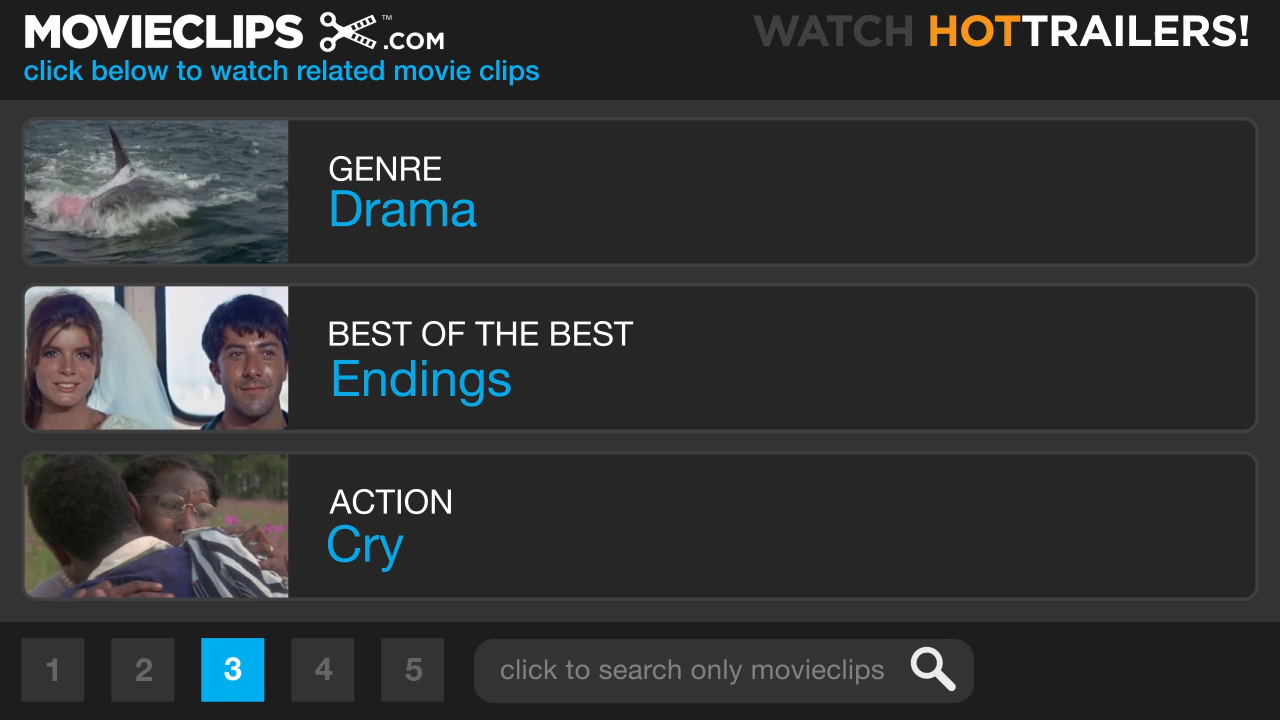 MOVIECLIPS ™ .COM
WATCH HOTTRAILERS!
click below to watch related movie clips
GENRE
Drama
BEST OF THE BEST
Endings
ACTION
Cry
1 2 3 4 5
click to search only movieclips